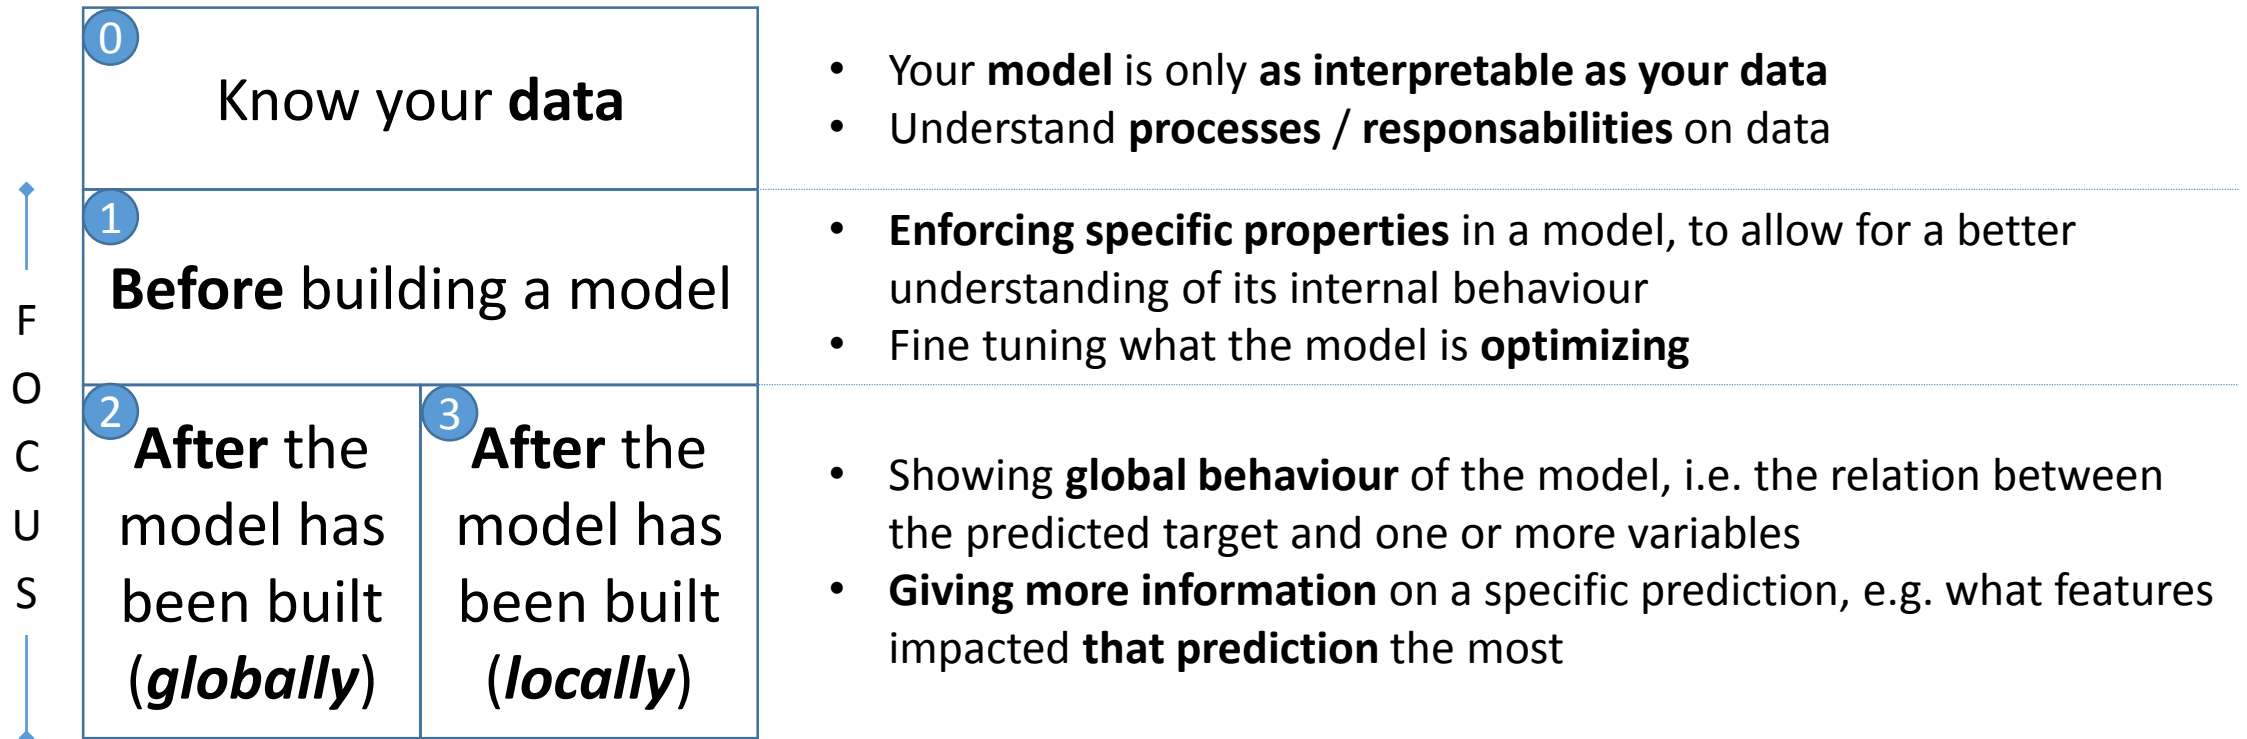 0
Know your data
• Your model is only as interpretable as your data
• Understand processes / responsabilities on data
FOCUS
1
Before building a model
• Enforcing specific properties in a model, to allow for a better
understanding of its internal behaviour
• Fine tuning what the model is optimizing
2
After the
model has
been built
(globally)
3
After the
model has
been built
(locally)
• Showing global behaviour of the model, i.e. the relation between
the predicted target and one or more variables
• Giving more information on a specific prediction, e.g. what features
impacted that prediction the most